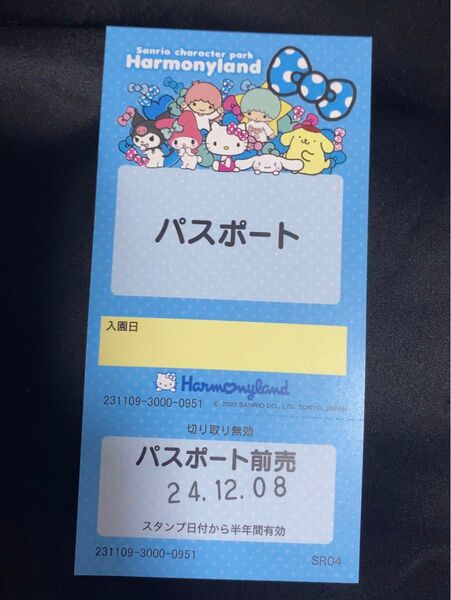 Sanrio character park
Harmonyland
パスポート
入園日
Harmonyland
231109-3000-0951 © 2023 SANRIO CO., LTD. TOKYO, JAPAN
切り取り無効
パスポート前売
24.12.08
スタンプ日付から半年間有効
231109-3000-0951 SR04